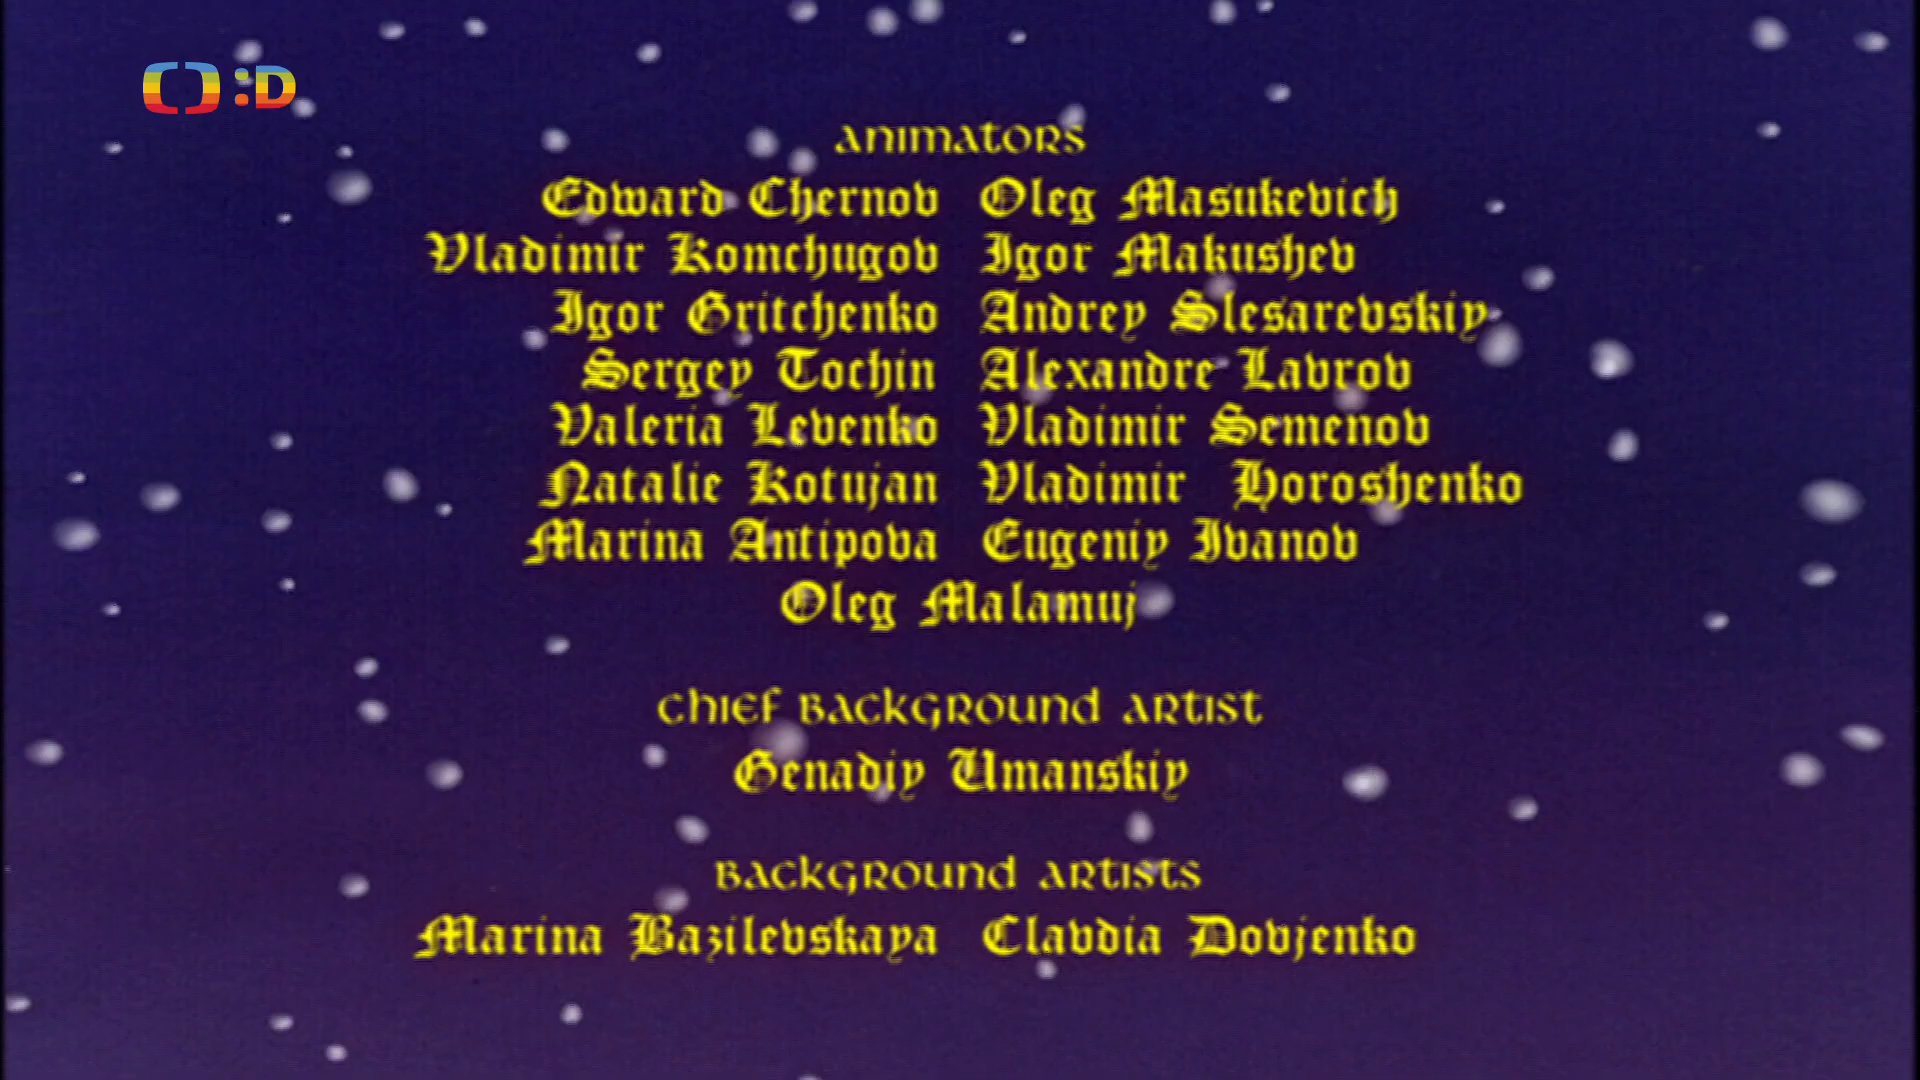 :D
ANIMATORS
Edward Chernov Oleg Masukevich
Vladimir Komchugov Igor Makushev
Igor Gritchenko Andrey Slesarevskiy
Sergey Tochin Alexandre Lavrov
Valeria Levenko Vladimir Semenov
Natalie Kotujan Vladimir Horoshenko
Marina Antipova Eugeniy Ivanov
Oleg Malamuj
CHIEF BACKGROUND ARTIST
Genadiy Umanskiy
BACKGROUND ARTISTS
Marina Bazilevskaya Clavdia Dovjenko